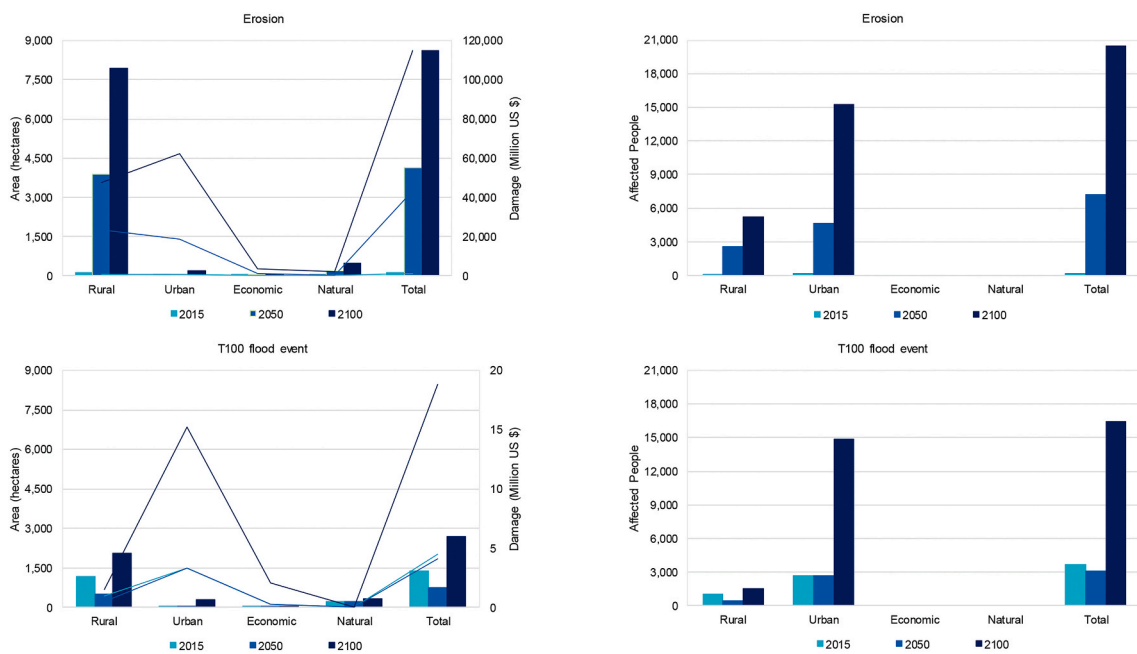 Erosion
9,000
7,500
6,000
4,500
3,000
1,500
0
Area (hectares)
120,000
100,000
80,000
60,000
40,000
20,000
0
Damage (Million US $)
Rural Urban Economic Natural Total
2015 2050 2100
Erosion
21,000
18,000
15,000
12,000
9,000
6,000
3,000
0
Affected People
Rural Urban Economic Natural Total
2015 2050 2100
T100 flood event
9,000
7,500
6,000
4,500
3,000
1,500
0
Area (hectares)
20
15
10
5
0
Damage (Million US $)
Rural Urban Economic Natural Total
2015 2050 2100
T100 flood event
21,000
18,000
15,000
12,000
9,000
6,000
3,000
0
Affected People
Rural Urban Economic Natural Total
2015 2050 2100